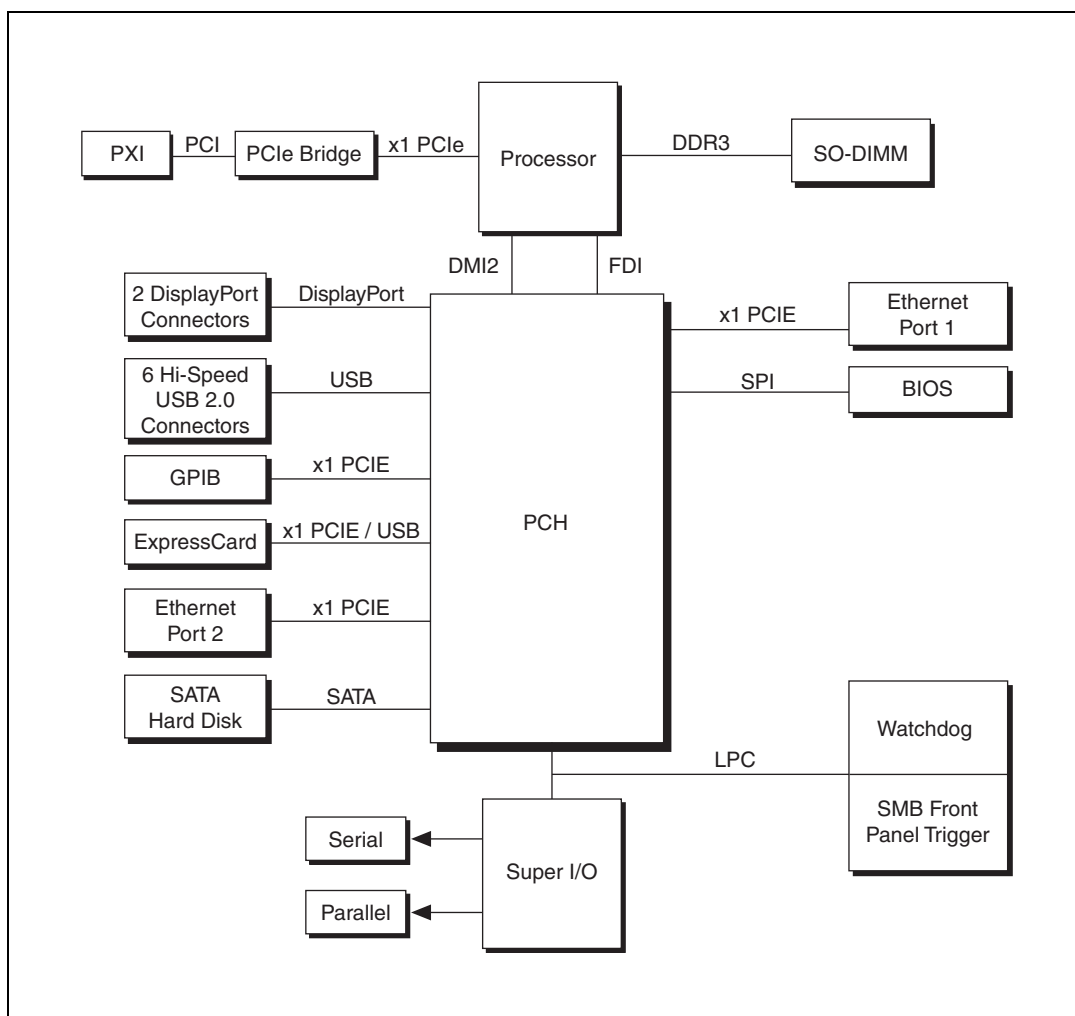 PXI
PCI
PCIe Bridge
x1 PCIe
Processor
DDR3
SO-DIMM
DMI2
FDI
2 DisplayPort
Connectors
DisplayPort
x1 PCIE
Ethernet
Port 1
6 Hi-Speed
USB 2.0
Connectors
USB
SPI
BIOS
GPIB
x1 PCIE
PCH
ExpressCard
x1 PCIE / USB
Ethernet
Port 2
x1 PCIE
SATA
Hard Disk
SATA
LPC
Watchdog
SMB Front
Panel Trigger
Serial
Super I/O
Parallel